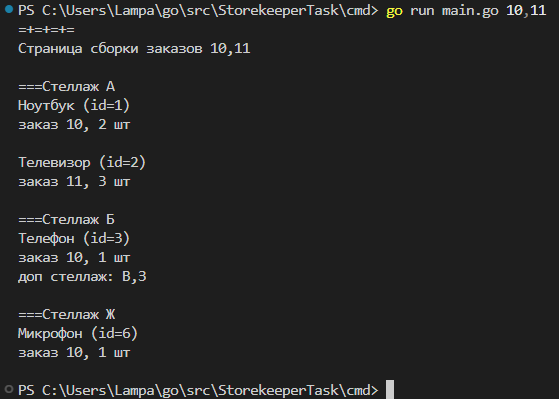 PS C:\Users\Lampa\go\src\StorekeeperTask\cmd> go run main.go 10,11
=+=+=+=
Страница сборки заказов 10,11
===Стеллаж А
Ноутбук (id=1)
заказ 10, 2 шт
Телевизор (id=2)
заказ 11, 3 шт
===Стеллаж Б
Телефон (id=3)
заказ 10, 1 шт
доп стеллаж: В,З
===Стеллаж Ж
Микрофон (id=6)
заказ 10, 1 шт
PS C:\Users\Lampa\go\src\StorekeeperTask\cmd>